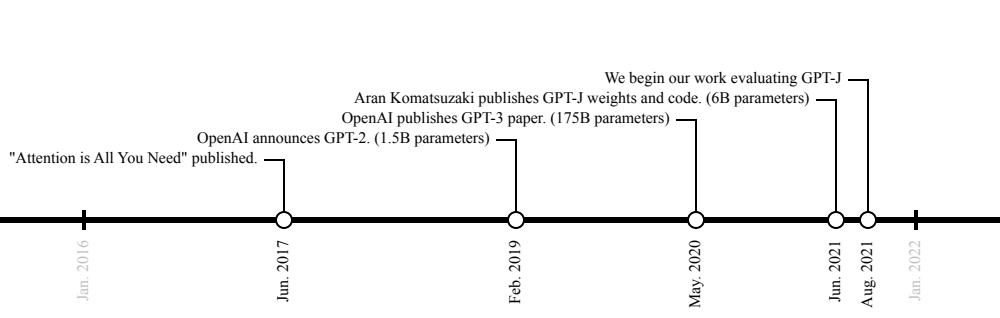 We begin our work evaluating GPT-J
Aran Komatsuzaki publishes GPT-J weights and code. (6B parameters)
OpenAI publishes GPT-3 paper. (175B parameters)
OpenAI announces GPT-2. (1.5B parameters)
"Attention is All You Need" published.
Jan. 2016
Jun. 2017
Feb. 2019
May. 2020
Jun. 2021
Aug. 2021
Jan. 2022